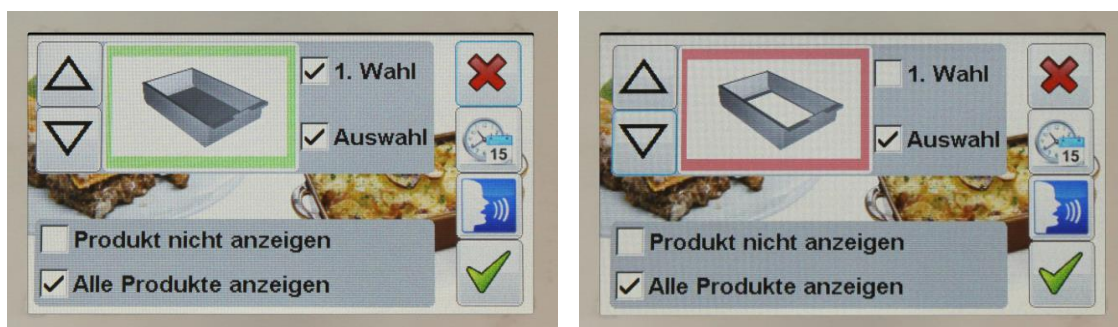 1. Wahl
Auswahl
15
Produkt nicht anzeigen
Alle Produkte anzeigen
1. Wahl
Auswahl
15
Produkt nicht anzeigen
Alle Produkte anzeigen